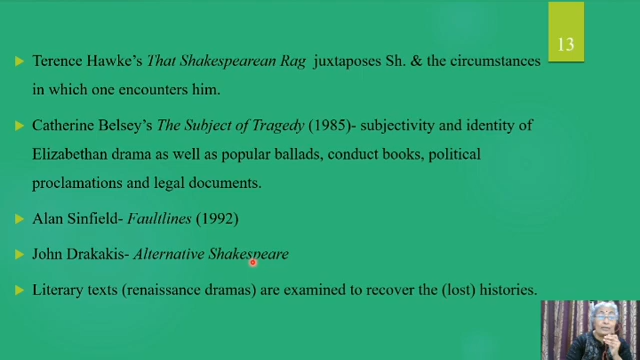 13
Terence Hawke's That Shakespearean Rag juxtaposes Sh. & the circumstances
in which one encounters him.
Catherine Belsey's The Subject of Tragedy (1985)- subjectivity and identity of
Elizabethan drama as well as popular ballads, conduct books, political
proclamations and legal documents.
Alan Sinfield- Faultlines (1992)
John Drakakis- Alternative Shakespeare
Literary texts (renaissance dramas) are examined to recover the (lost) histories.